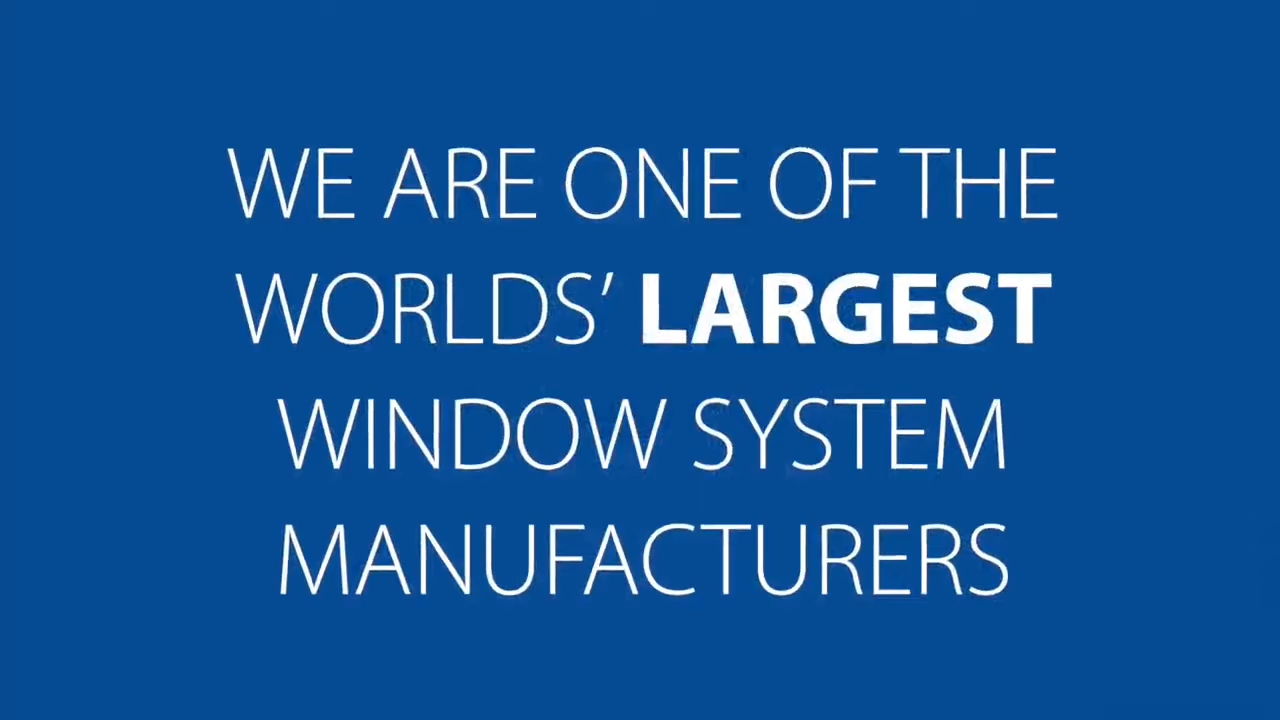 WE ARE ONE OF THE
WORLDS’ LARGEST
WINDOW SYSTEM
MANUFACTURERS